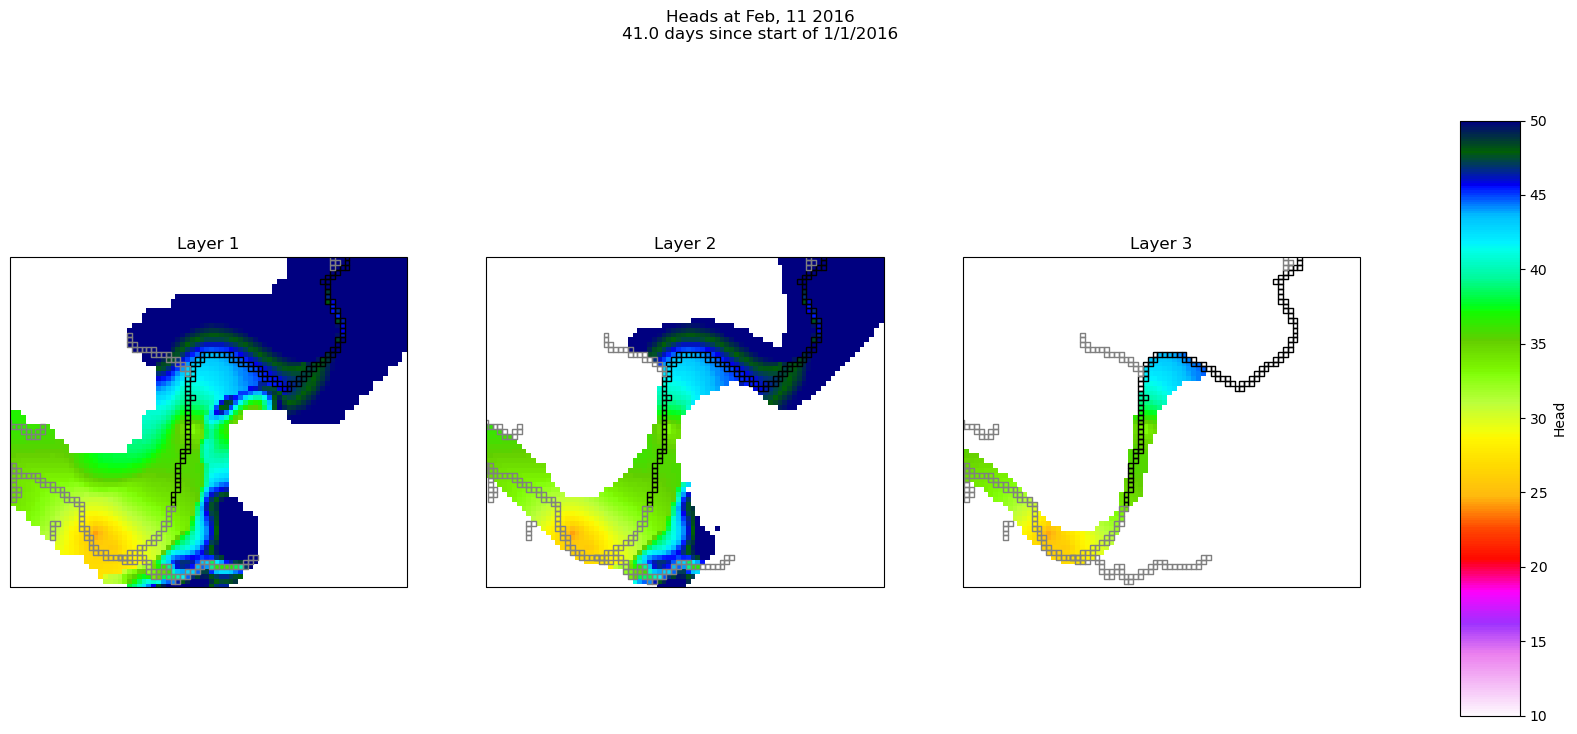 Heads at Feb, 11 2016
41.0 days since start of 1/1/2016
Layer 1
Layer 2
Layer 3
50
45
40
35
30
25
20
15
10
Head